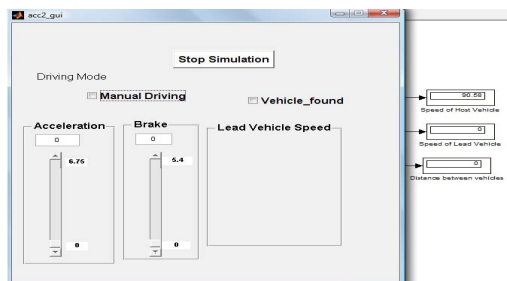 acc2_gui
Stop Simulation
Driving Mode
Manual Driving
Vehicle_found
Acceleration
0
6.75
0
Brake
0
5.4
0
Lead Vehicle Speed
90.58
Speed of Host Vehicle
0
Speed of Lead Vehicle
0
Distance between vehicles